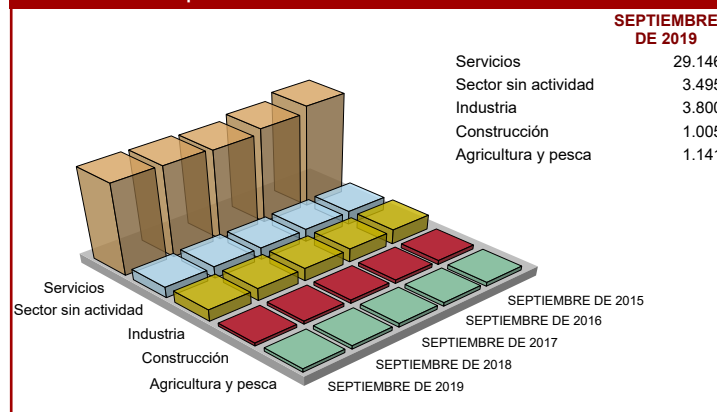 SEPTIEMBRE
DE 2019
Servicios 29.146
Sector sin actividad 3.495
Industria 3.800
Construcción 1.005
Agricultura y pesca 1.141
Servicios
Sector sin actividad
Industria
Construcción
Agricultura y pesca
SEPTIEMBRE DE 2015
SEPTIEMBRE DE 2016
SEPTIEMBRE DE 2017
SEPTIEMBRE DE 2018
SEPTIEMBRE DE 2019